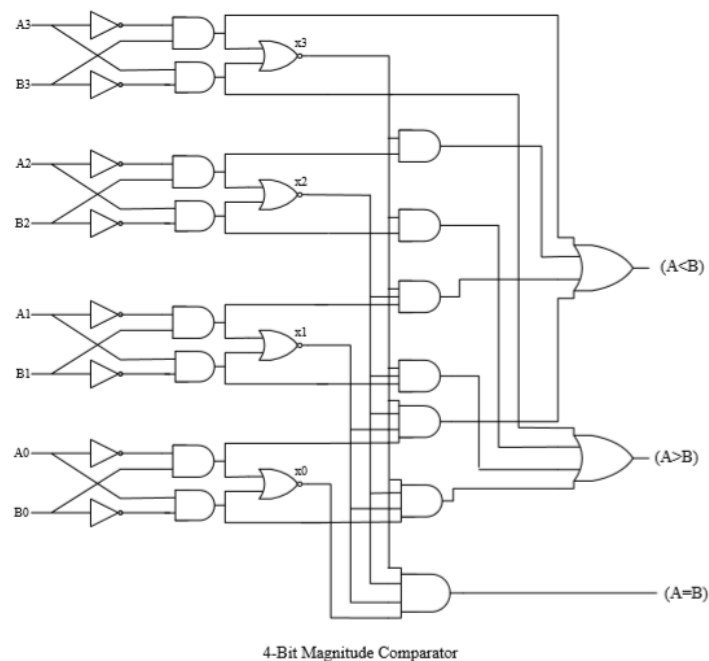 A3
x3
B3
A2
x2
B2
(A<B)
A1
x1
B1
A0
(A>B)
x0
B0
(A=B)
4-Bit Magnitude Comparator